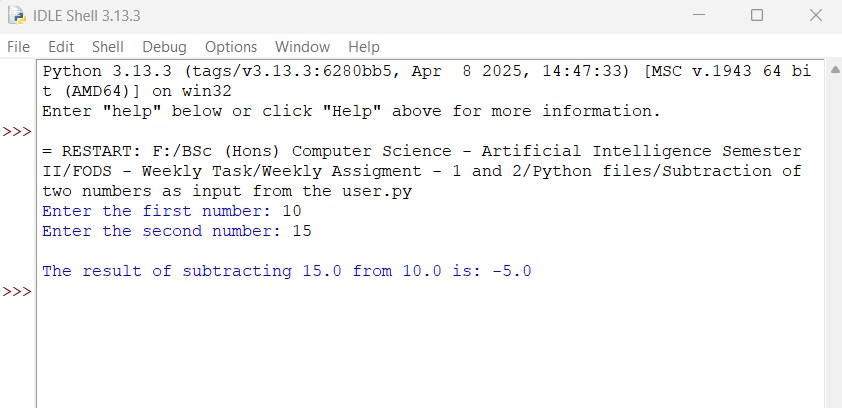 IDLE Shell 3.13.3
File Edit Shell Debug Options Window Help
Python 3.13.3 (tags/v3.13.3:6280bb5, Apr  8 2025, 14:47:33) [MSC v.1943 64 bi
t (AMD64)] on win32
Enter "help" below or click "Help" above for more information.
>>>
= RESTART: F:/BSc (Hons) Computer Science - Artificial Intelligence Semester
II/FODS - Weekly Task/Weekly Assigment - 1 and 2/Python files/Subtraction of
two numbers as input from the user.py
Enter the first number: 10
Enter the second number: 15
The result of subtracting 15.0 from 10.0 is: -5.0
>>>